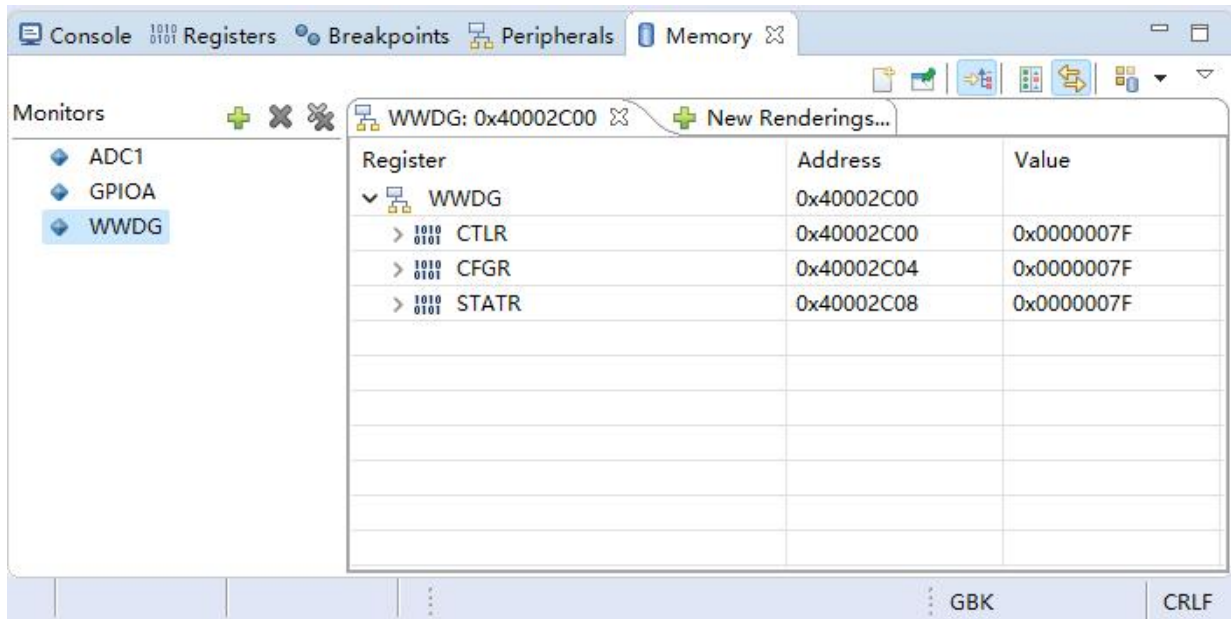 Console Registers Breakpoints Peripherals Memory
Monitors
WWDG: 0x40002C00 New Renderings...
ADC1
GPIOA
WWDG
Register Address Value
WWDG 0x40002C00
CTLR 0x40002C00 0x0000007F
CFGR 0x40002C04 0x0000007F
STATR 0x40002C08 0x0000007F
GBK CRLF